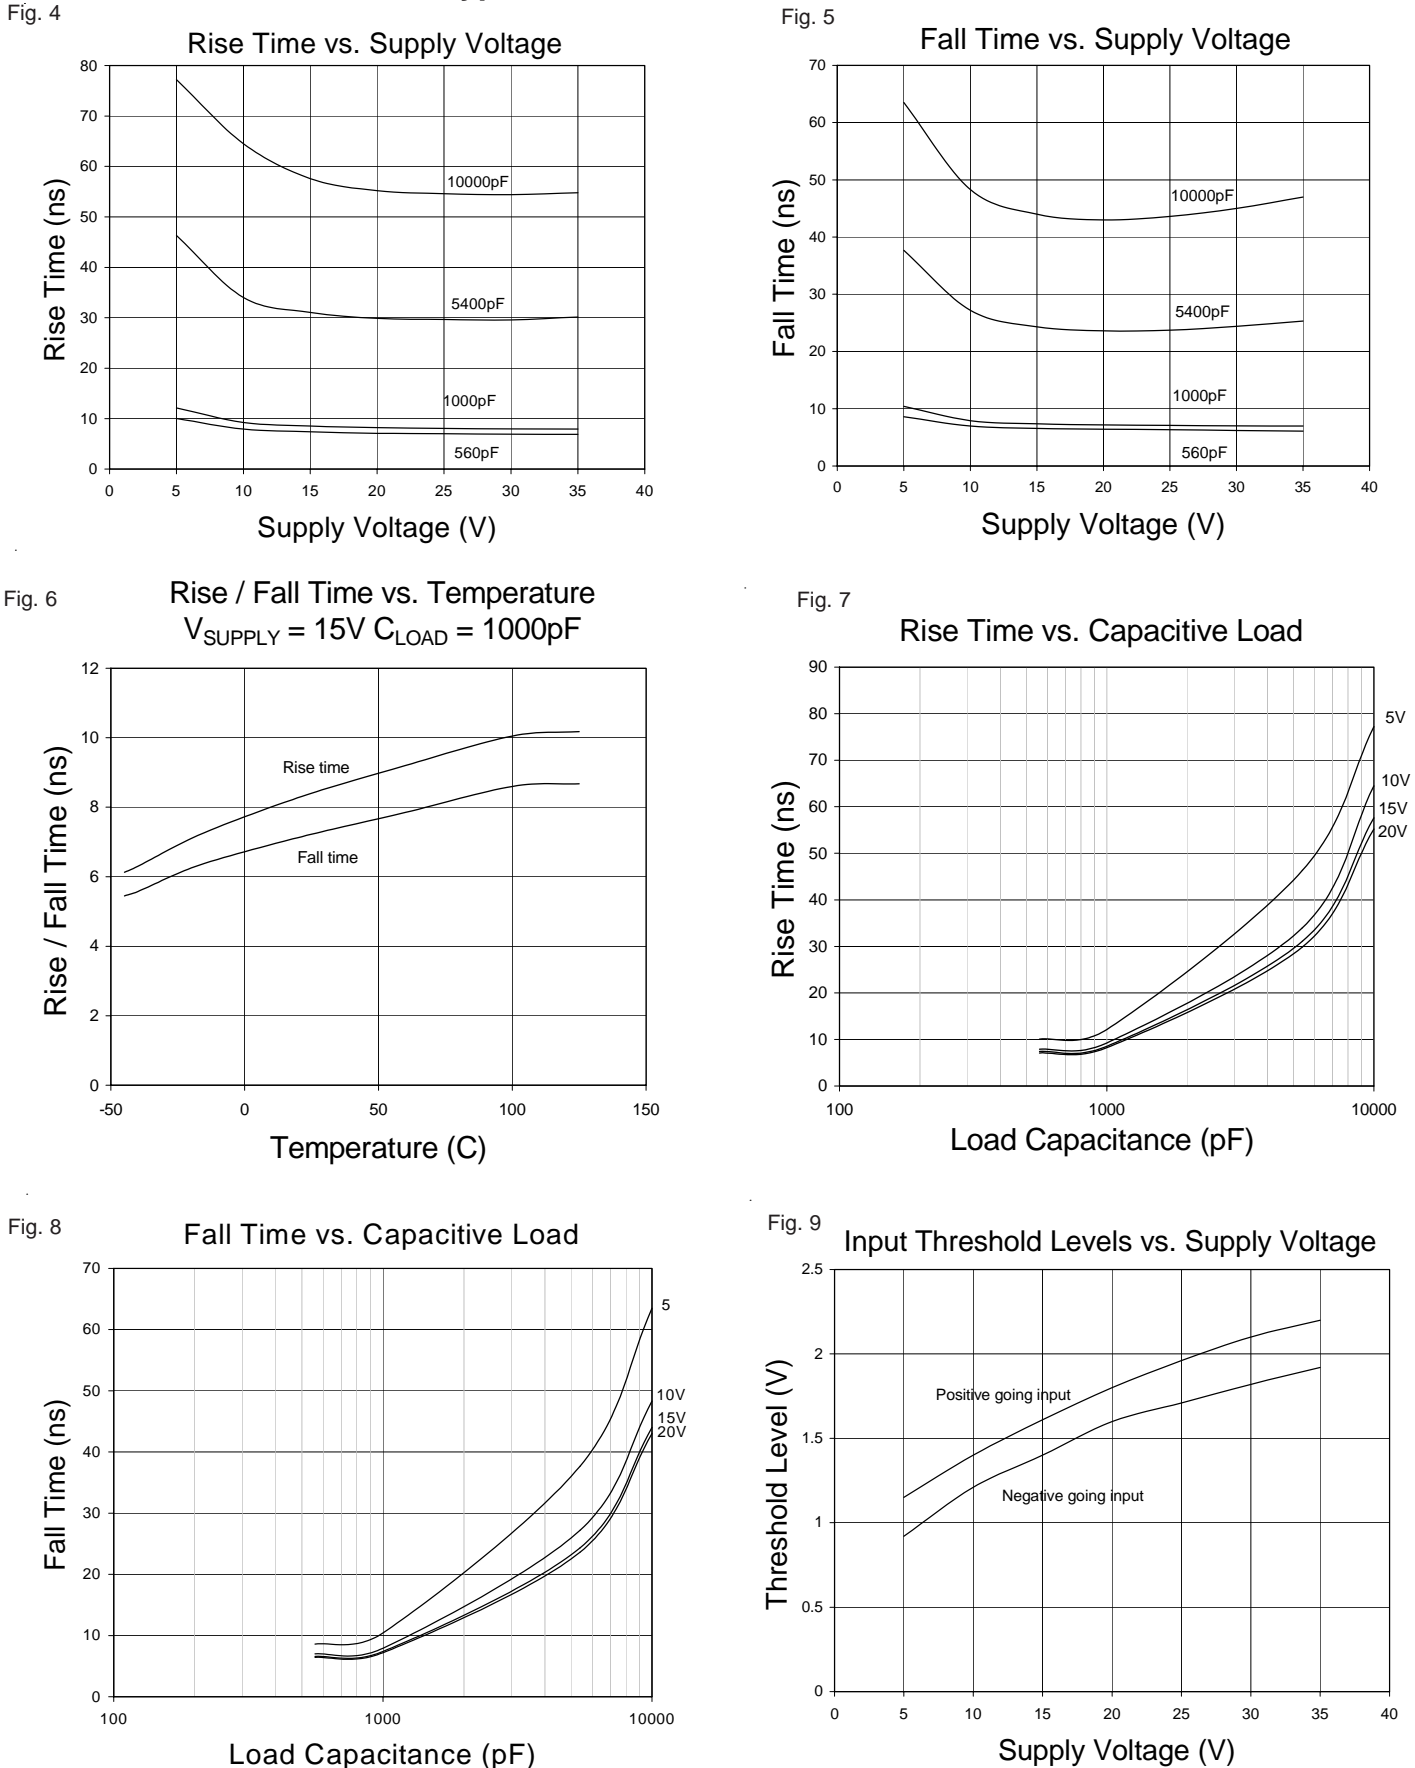 Fig. 4
Rise Time vs. Supply Voltage
80
70
60
50
40
30
20
10
0
0 5 10 15 20 25 30 35 40
10000pF
5400pF
1000pF
560pF
Rise Time (ns)
Supply Voltage (V)
Fig. 5
Fall Time vs. Supply Voltage
70
60
50
40
30
20
10
0
0 5 10 15 20 25 30 35 40
10000pF
5400pF
1000pF
560pF
Fall Time (ns)
Supply Voltage (V)
Fig. 6
Rise / Fall Time vs. Temperature
VSUPPLY = 15V CLOAD = 1000pF
12
10
8
6
4
2
0
-50 0 50 100 150
Rise time
Fall time
Rise / Fall Time (ns)
Temperature (C)
Fig. 7
Rise Time vs. Capacitive Load
90
80
70
60
50
40
30
20
10
0
100 1000 10000
5V
10V
15V
20V
Rise Time (ns)
Load Capacitance (pF)
Fig. 8
Fall Time vs. Capacitive Load
70
60
50
40
30
20
10
0
100 1000 10000
5
10V
15V
20V
Fall Time (ns)
Load Capacitance (pF)
Fig. 9
Input Threshold Levels vs. Supply Voltage
2.5
2
1.5
1
0.5
0
0 5 10 15 20 25 30 35 40
Positive going input
Negative going input
Threshold Level (V)
Supply Voltage (V)